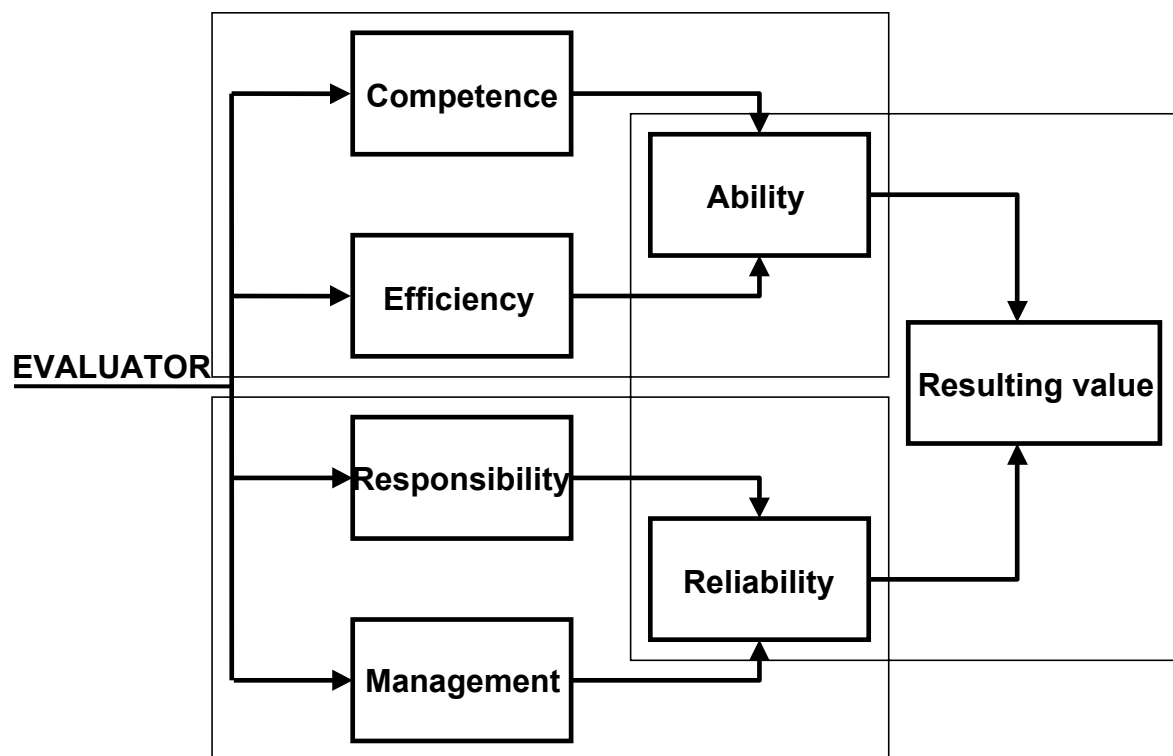 Competence
Ability
Efficiency
EVALUATOR
Resulting value
Responsibility
Reliability
Management